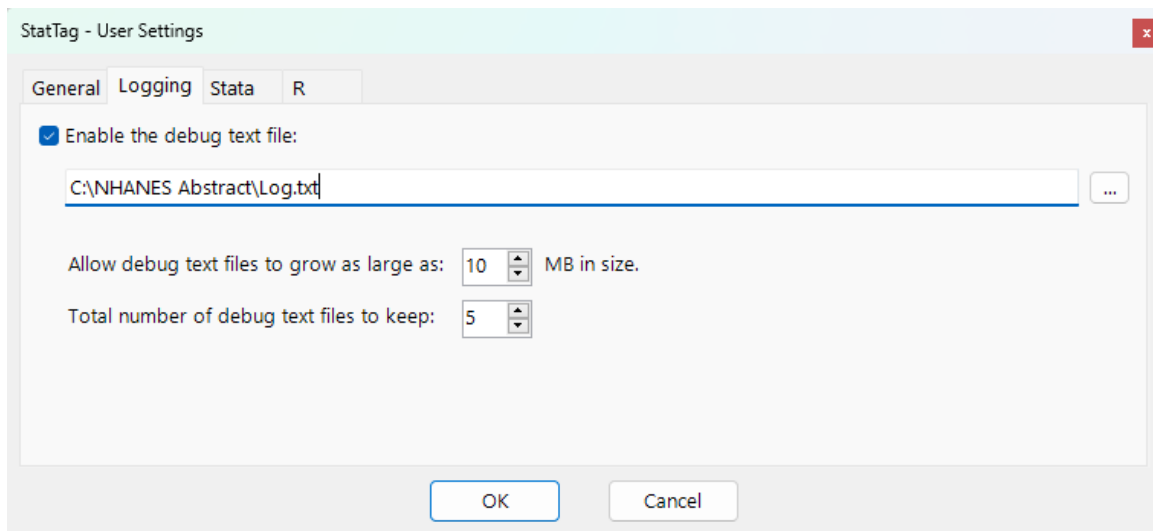 StatTag - User Settings
x
General Logging Stata R
Enable the debug text file:
C:\NHANES Abstract\Log.txt
...
Allow debug text files to grow as large as: 10 MB in size.
Total number of debug text files to keep: 5
OK Cancel